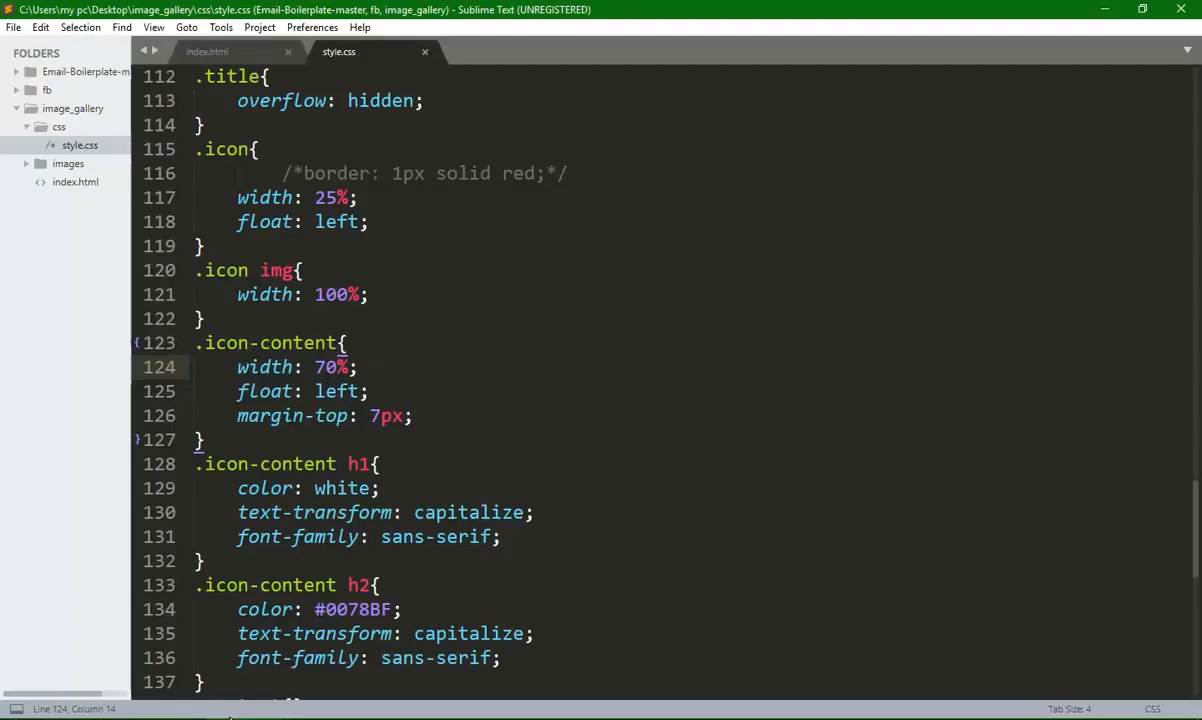 C:\Users\my pc\Desktop\image_gallery\css\style.css (Email-Boilerplate-master, fb, image_gallery) - Sublime Text (UNREGISTERED)
File Edit Selection Find View Goto Tools Project Preferences Help
FOLDERS
Email-Boilerplate-m
fb
image_gallery
css
/* style.css
images
<> index.html
index.html
style.css
112 .title{
113 overflow: hidden;
114 }
115 .icon{
116 /*border: 1px solid red;*/
117 width: 25%;
118 float: left;
119 }
120 .icon img{
121 width: 100%;
122 }
123 .icon-content{
124 width: 70%;
125 float: left;
126 margin-top: 7px;
127 }
128 .icon-content h1{
129 color: white;
130 text-transform: capitalize;
131 font-family: sans-serif;
132 }
133 .icon-content h2{
134 color: #0078BF;
135 text-transform: capitalize;
136 font-family: sans-serif;
137 }
Line 124, Column 14
Tab Size: 4
CSS